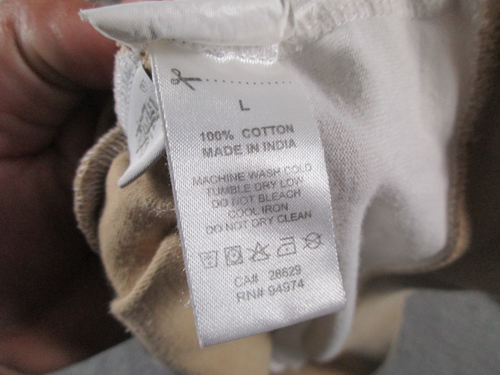 L
100% COTTON
MADE IN INDIA
MACHINE WASH COLD
TUMBLE DRY LOW
DO NOT BLEACH
COOL IRON
DO NOT DRY CLEAN
CA# 28629
RN# 94974